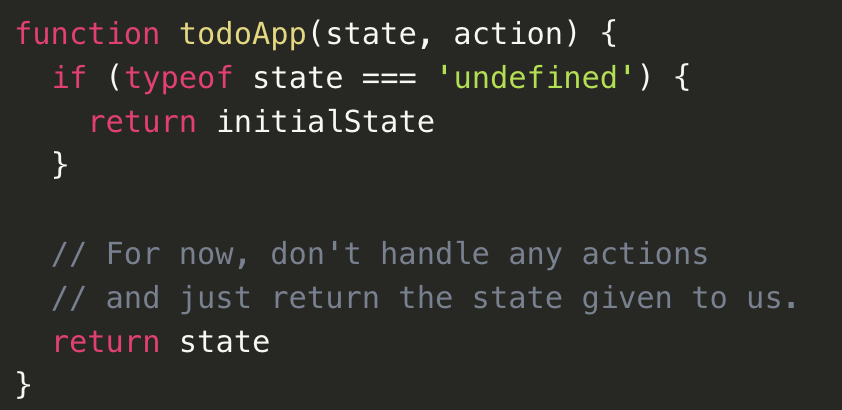 function todoApp(state, action) {
  if (typeof state === 'undefined') {
    return initialState
  }

  // For now, don't handle any actions
  // and just return the state given to us.
  return state
}